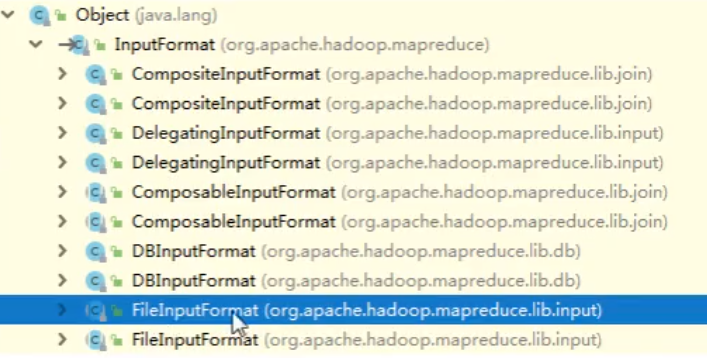 Object (java.lang)
InputFormat (org.apache.hadoop.mapreduce)
CompositeInputFormat (org.apache.hadoop.mapreduce.lib.join)
CompositeInputFormat (org.apache.hadoop.mapreduce.lib.join)
DelegatingInputFormat (org.apache.hadoop.mapreduce.lib.input)
DelegatingInputFormat (org.apache.hadoop.mapreduce.lib.input)
ComposableInputFormat (org.apache.hadoop.mapreduce.lib.join)
ComposableInputFormat (org.apache.hadoop.mapreduce.lib.join)
DBInputFormat (org.apache.hadoop.mapreduce.lib.db)
DBInputFormat (org.apache.hadoop.mapreduce.lib.db)
FileInputFormat (org.apache.hadoop.mapreduce.lib.input)
FileInputFormat (org.apache.hadoop.mapreduce.lib.input)